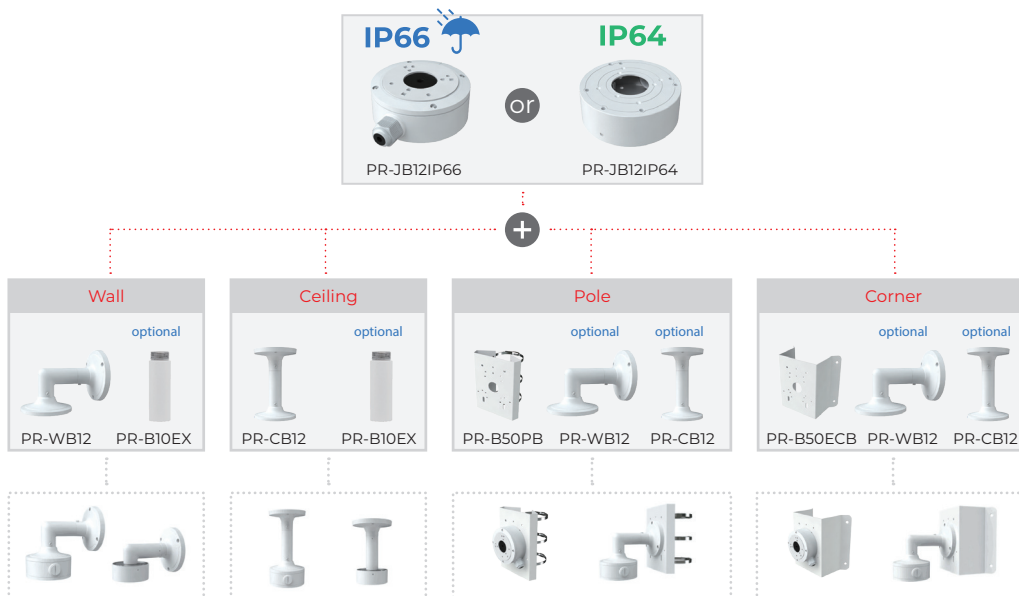 IP66
IP64
or
PR-JB12IP66
PR-JB12IP64
+
Wall
Ceiling
Pole
Corner
optional
optional
optional
optional
optional
optional
PR-WB12
PR-B10EX
PR-CB12
PR-B10EX
PR-B50PB
PR-WB12
PR-CB12
PR-B50ECB
PR-WB12
PR-CB12